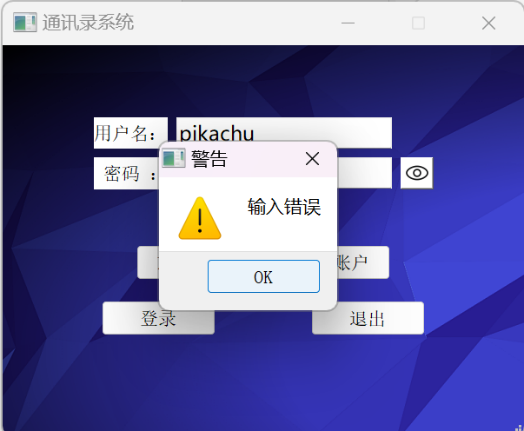 通讯录系统
用户名：
pikachu
密码 ：
警告
输入错误
账户
OK
登录
退出